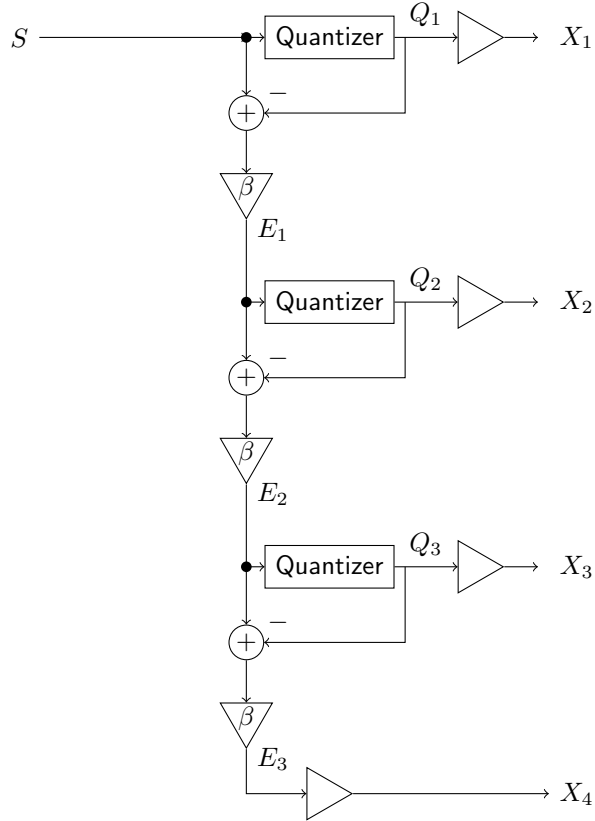 S Quantizer Q₁ X₁
−
+
β
E₁
Quantizer Q₂ X₂
−
+
β
E₂
Quantizer Q₃ X₃
−
+
β
E₃
X₄